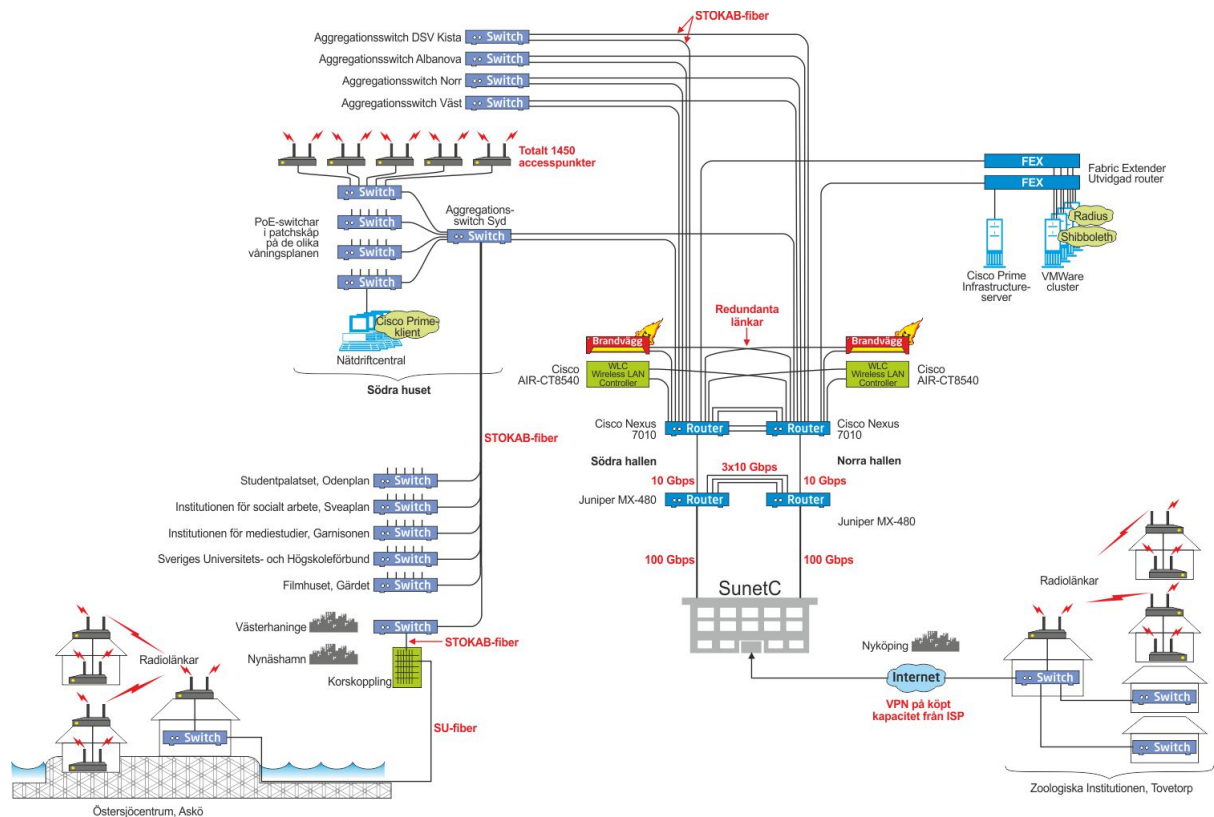 STOKAB-fiber
Aggregationsswitch DSV Kista
Switch
Aggregationsswitch Albanova
Switch
Aggregationsswitch Norr
Switch
Aggregationsswitch Väst
Switch
Totalt 1450
accesspunkter
Switch
PoE-switchar
i patchskåp
på de olika
våningsplanen
Switch
Switch
Switch
Aggregations-
switch Syd
Switch
Cisco Prime-
klient
Nätdriftcentral
Södra huset
FEX
FEX
Fabric Extender
Utvidgad router
Radius
Shibboleth
Cisco Prime
Infrastructure-
server
VMWare
cluster
Redundanta
länkar
Brandvägg
Brandvägg
Cisco
AIR-CT8540
WLC
Wireless LAN
Controller
WLC
Wireless LAN
Controller
Cisco
AIR-CT8540
Cisco Nexus
7010
Router
Router
Cisco Nexus
7010
Södra hallen
Norra hallen
3x10 Gbps
10 Gbps
10 Gbps
Juniper MX-480
Router
Router
Juniper MX-480
100 Gbps
100 Gbps
SunetC
STOKAB-fiber
Studentpalatset, Odenplan
Switch
Institutionen för socialt arbete, Sveaplan
Switch
Institutionen för mediestudier, Garnisonen
Switch
Sveriges Universitets- och Högskoleförbund
Switch
Filmhuset, Gärdet
Switch
Västerhaninge
Switch
STOKAB-fiber
Nynäshamn
Korskoppling
Radiolänkar
SU-fiber
Switch
Östersjöcentrum, Askö
Nyköping
Internet
VPN på köpt
kapacitet från ISP
Radiolänkar
Switch
Switch
Switch
Zoologiska Institutionen, Tovetorp